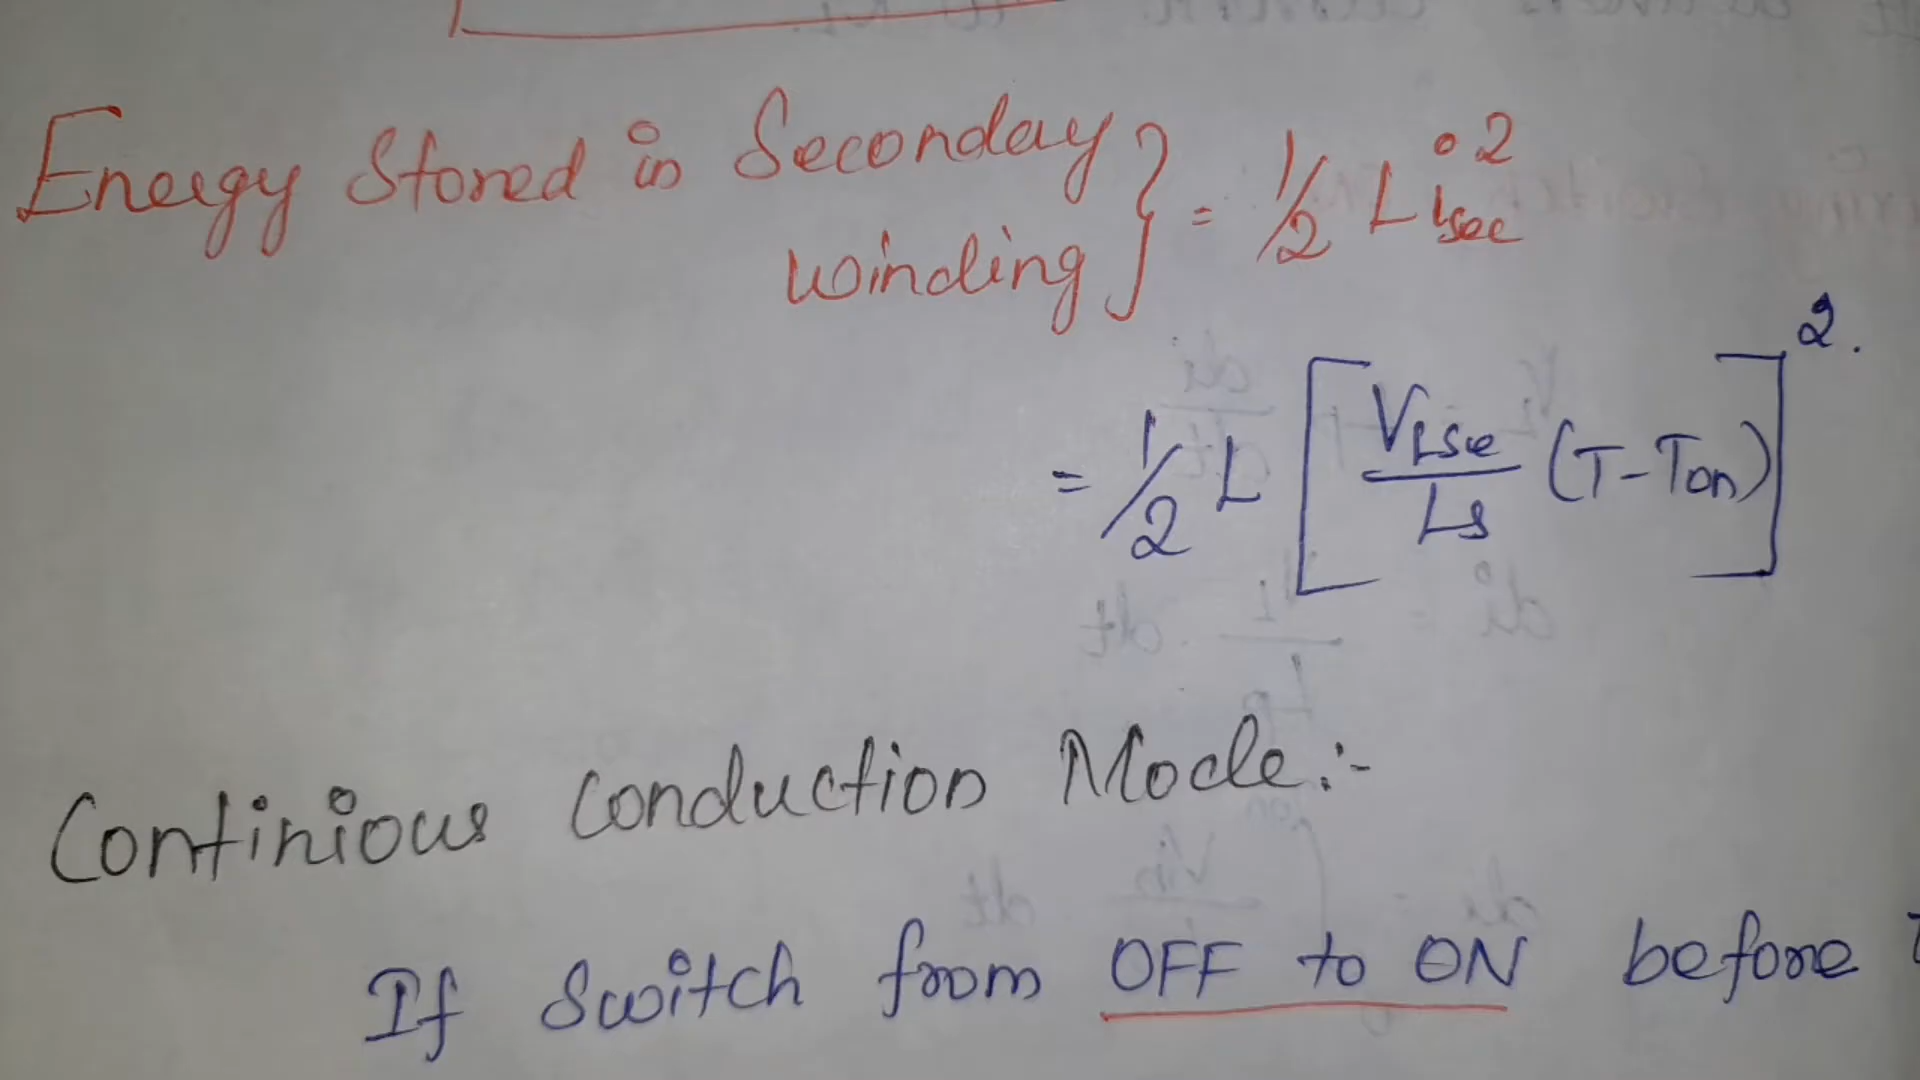 Energy Stored in Seconday
winding } = 1/2 L i²sec
= 1/2 L [ VLsec/Ls (T-Ton) ]².
Continious conduction Mode:-
If Switch from OFF to ON before